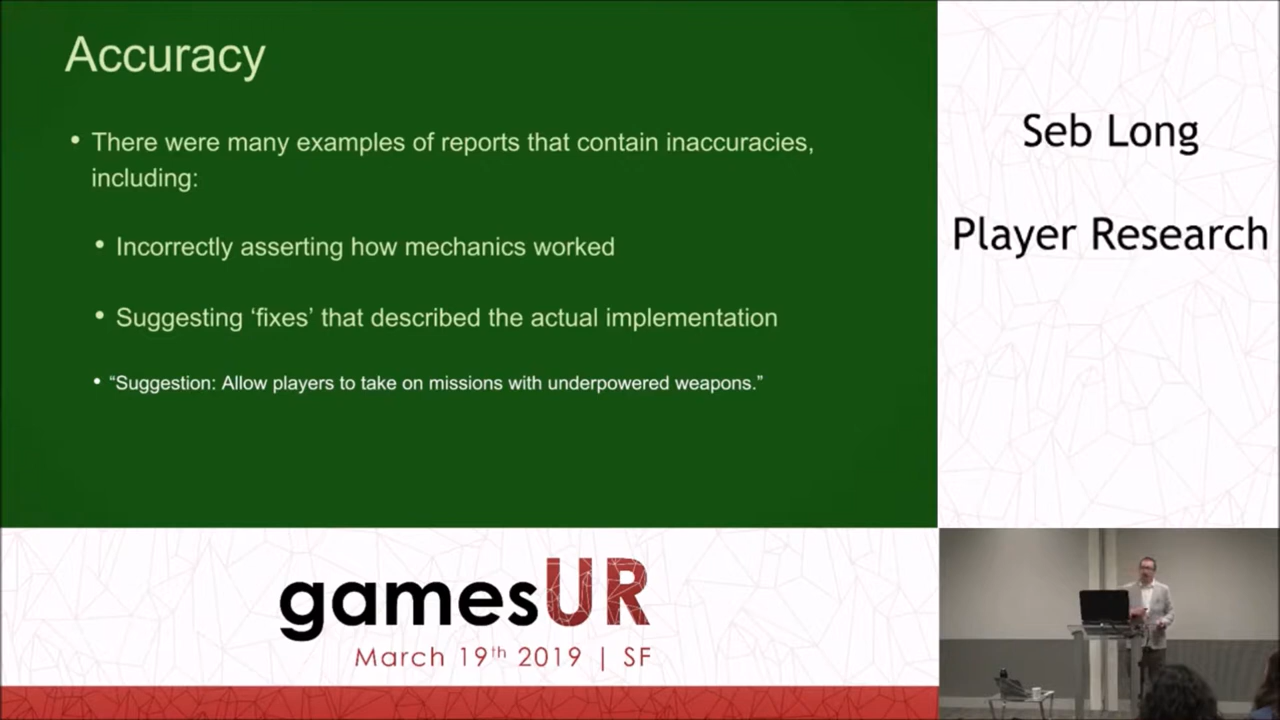 Accuracy
• There were many examples of reports that contain inaccuracies,
including:
• Incorrectly asserting how mechanics worked
• Suggesting ‘fixes’ that described the actual implementation
• “Suggestion: Allow players to take on missions with underpowered weapons.”
Seb Long
Player Research
gamesUR
March 19th 2019 | SF